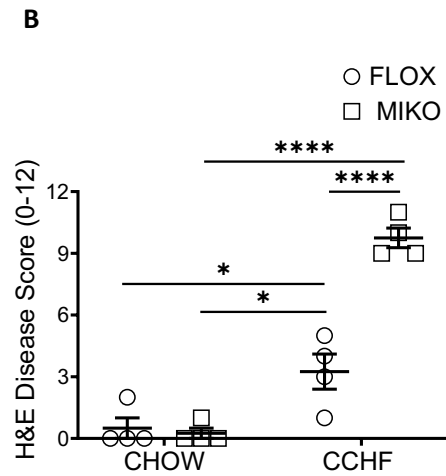 B
FLOX
MIKO
****
****
*
*
H&E Disease Score (0-12)
12
9
6
3
0
CHOW CCHF